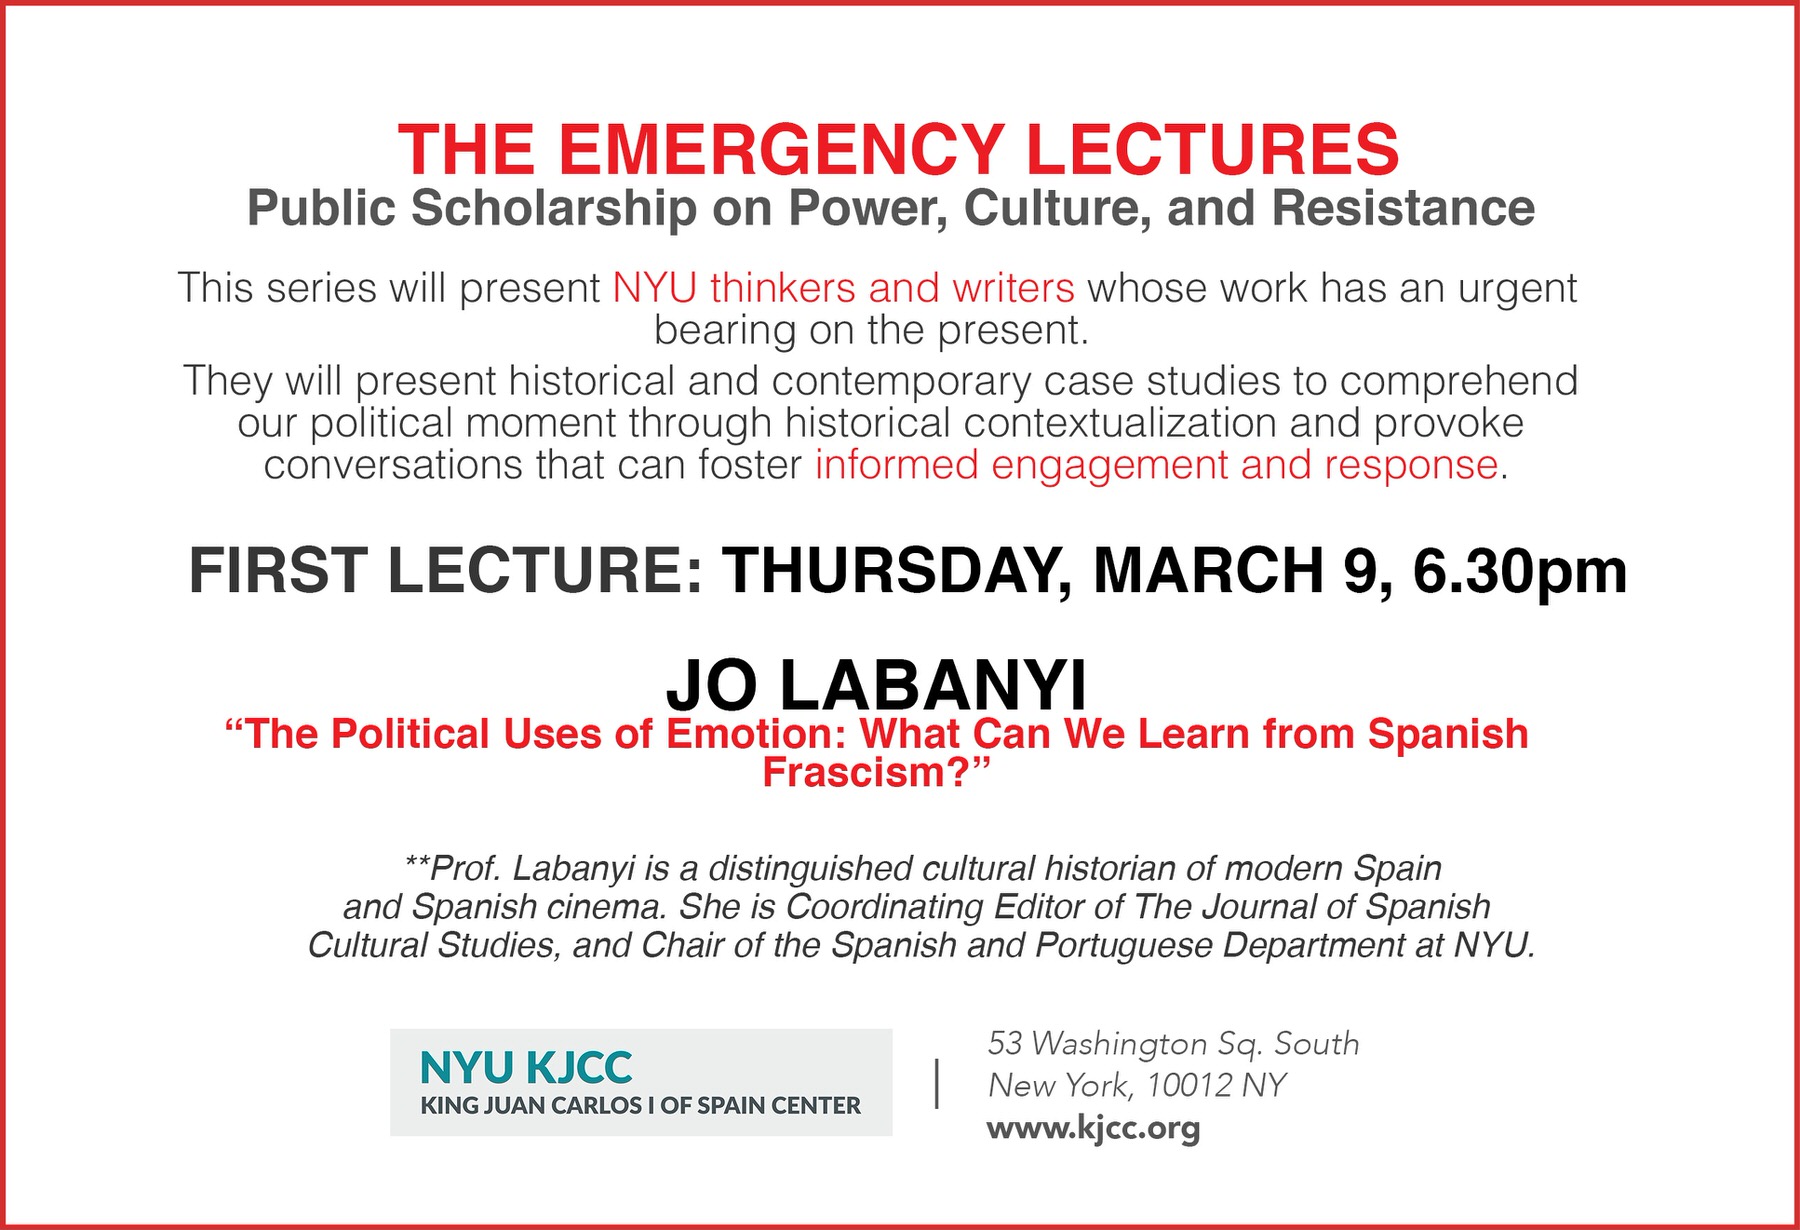 THE EMERGENCY LECTURES
Public Scholarship on Power, Culture, and Resistance
This series will present NYU thinkers and writers whose work has an urgent
bearing on the present.
They will present historical and contemporary case studies to comprehend
our political moment through historical contextualization and provoke
conversations that can foster informed engagement and response.
FIRST LECTURE: THURSDAY, MARCH 9, 6.30pm
JO LABANYI
“The Political Uses of Emotion: What Can We Learn from Spanish
Frascism?”
**Prof. Labanyi is a distinguished cultural historian of modern Spain
and Spanish cinema. She is Coordinating Editor of The Journal of Spanish
Cultural Studies, and Chair of the Spanish and Portuguese Department at NYU.
NYU KJCC
KING JUAN CARLOS I OF SPAIN CENTER
53 Washington Sq. South
New York, 10012 NY
www.kjcc.org